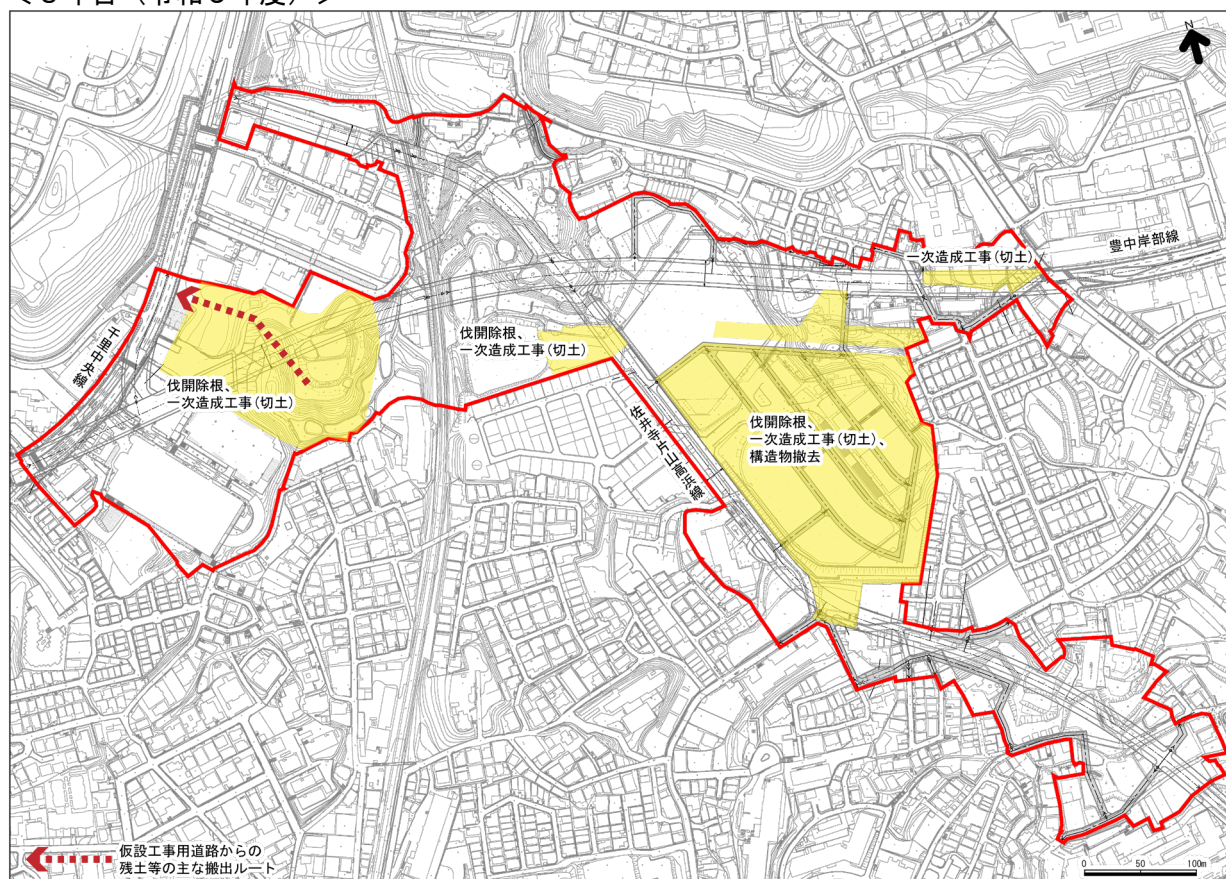 豊中岸部線
一次造成工事(切土)
伐開除根、
一次造成工事(切土)
千里中央線
伐開除根、
一次造成工事(切土)
佐井寺片山高浜線
伐開除根、
一次造成工事(切土)、
構造物撤去
仮設工事用道路からの
残土等の主な搬出ルート
0 50 100m